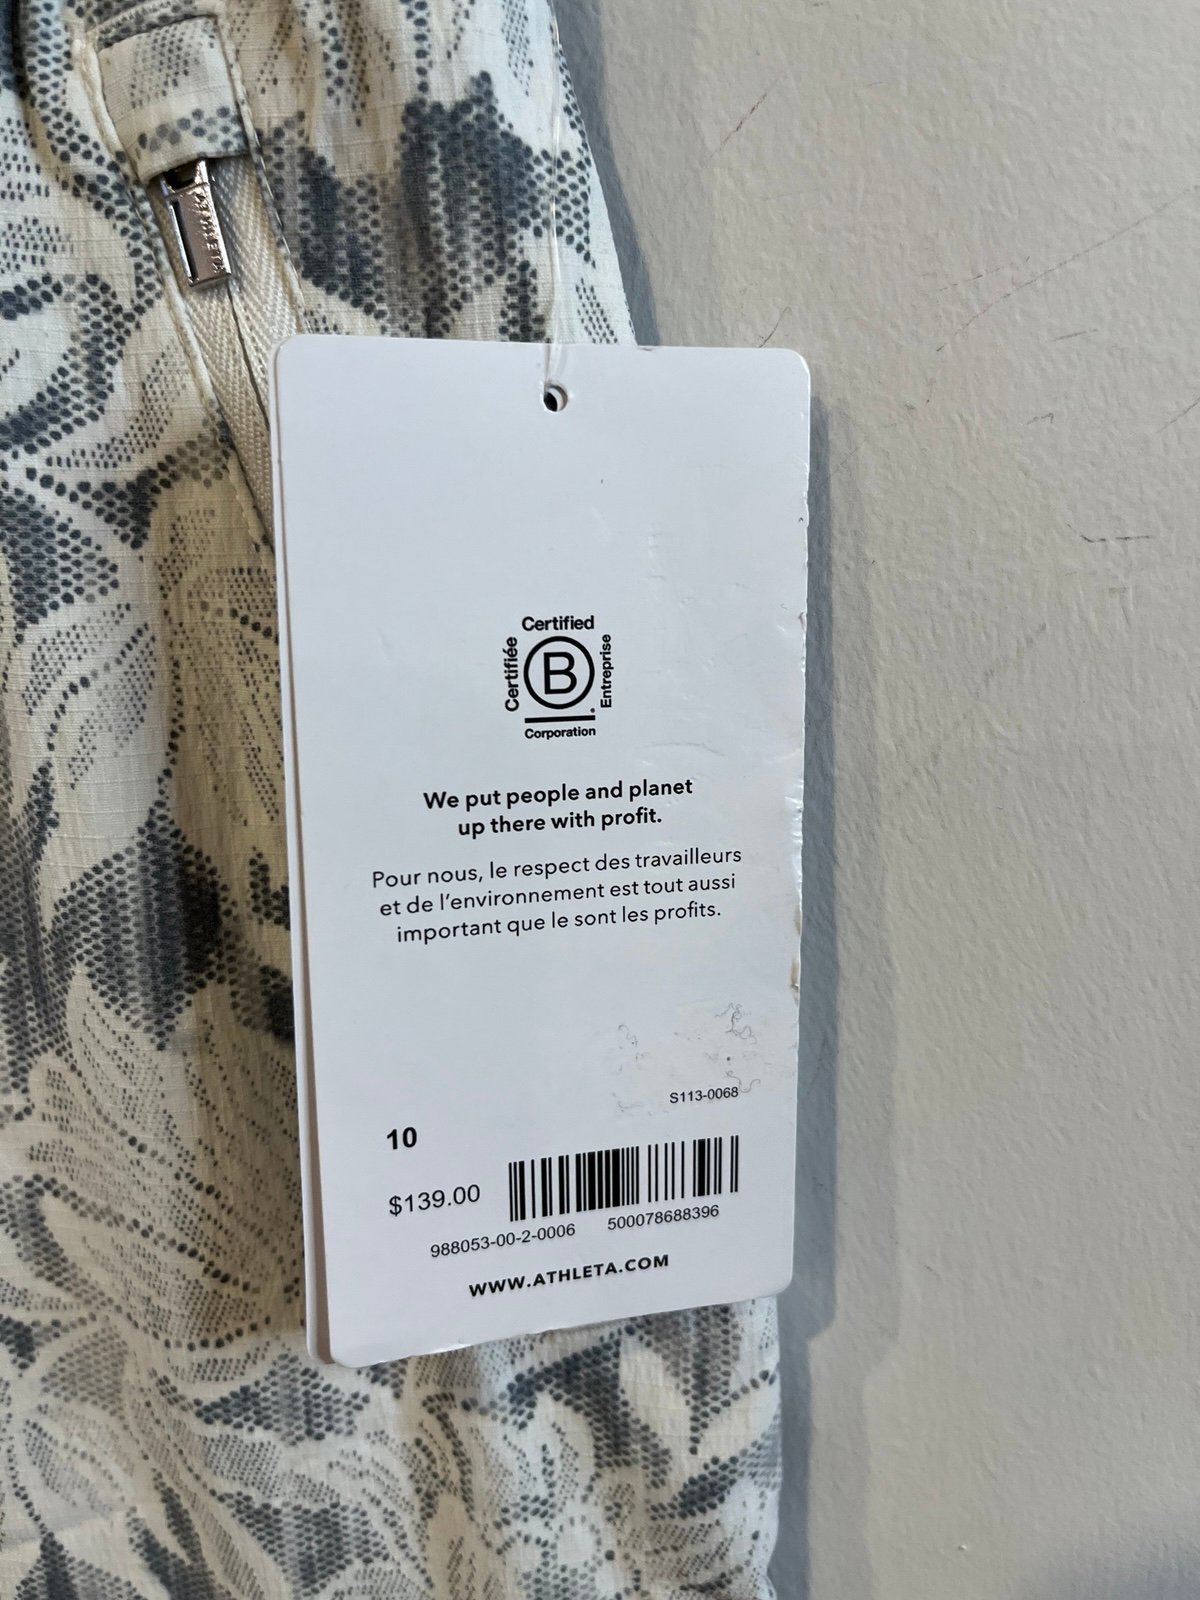 ATHLETA
Certified
Certifiée
B
Entreprise
Corporation
We put people and planet
up there with profit.
Pour nous, le respect des travailleurs
et de l'environnement est tout aussi
important que le sont les profits.
S113-0068
10
$139.00
988053-00-2-0006 500078688396
WWW.ATHLETA.COM